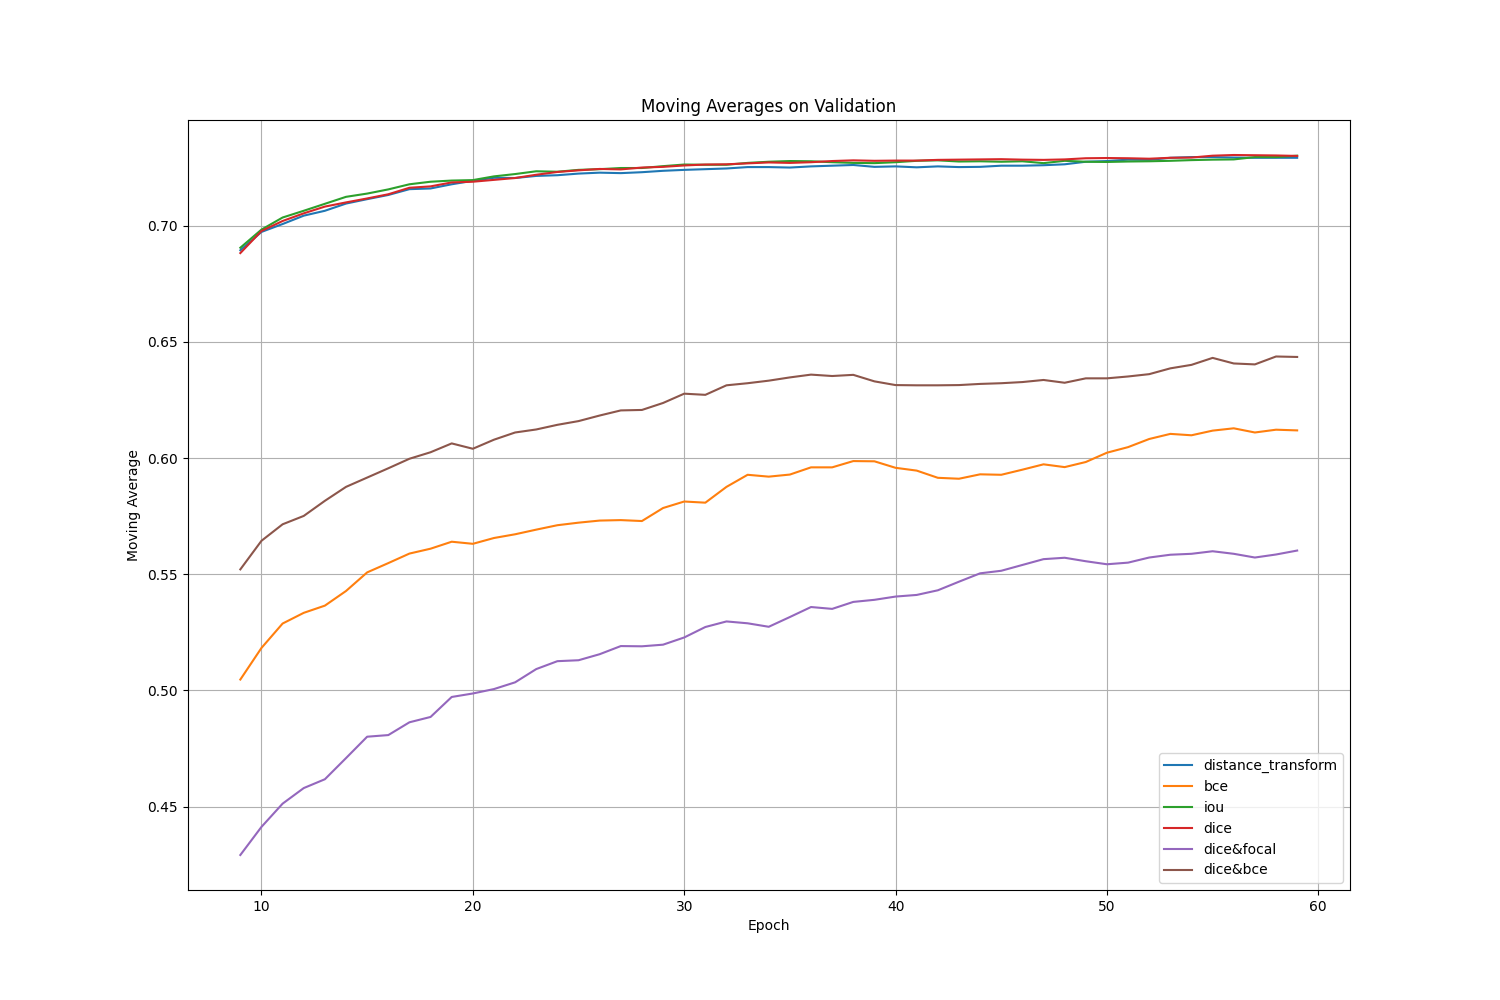 Moving Averages on Validation
0.70
0.65
0.60
0.55
0.50
0.45
Moving Average
10 20 30 40 50 60
Epoch
distance_transform
bce
iou
dice
dice&focal
dice&bce